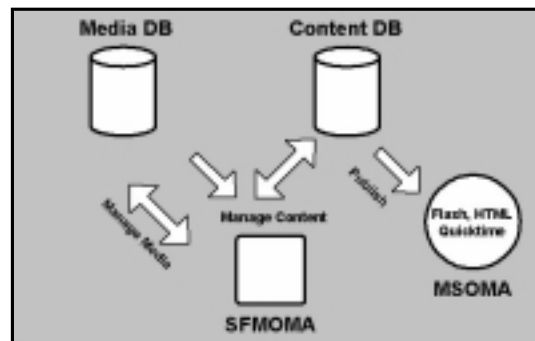 Media DB
Content DB
Publish
Manage Media
Manage Content
Flash, HTML
Quicktime
SFMOMA
MSOMA